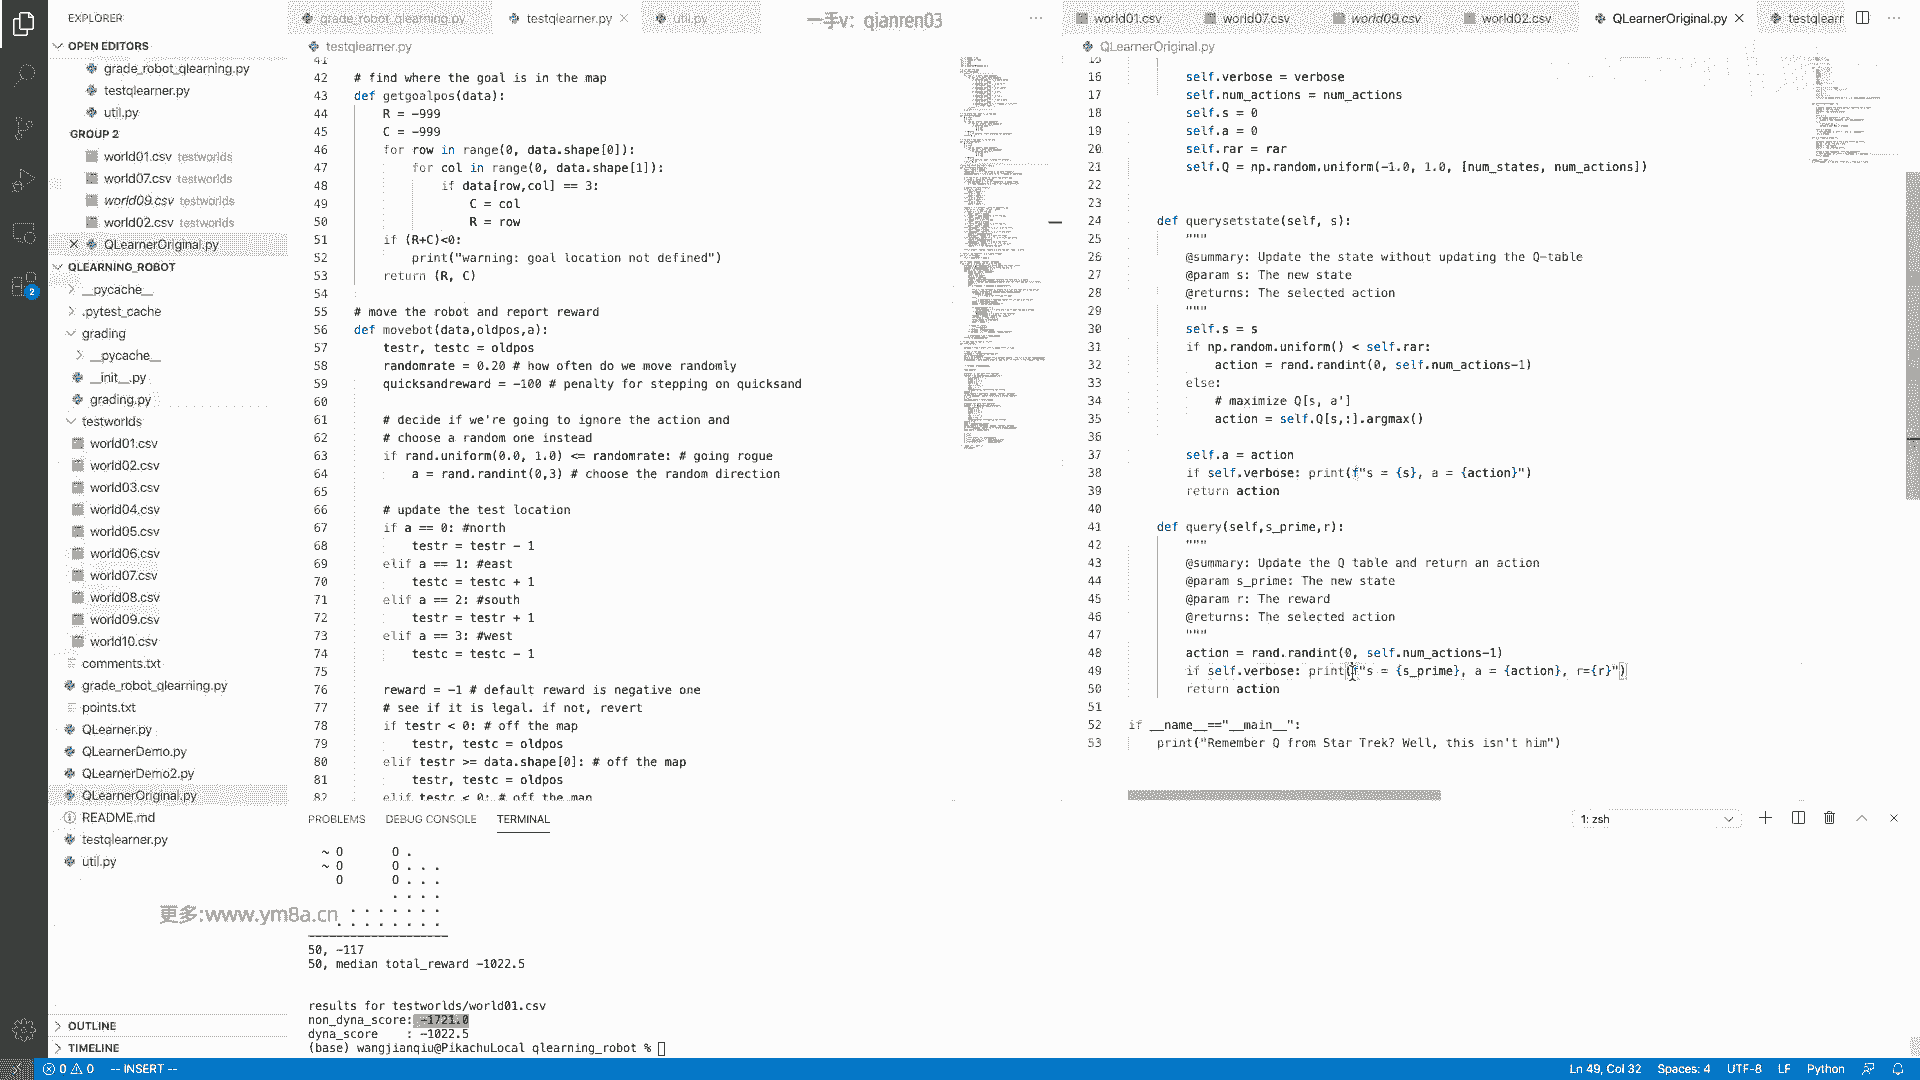 EXPLORER
OPEN EDITORS
grade_robot_qlearning.py
testqlearner.py
util.py
GROUP 2
world01.csv testworlds
world07.csv testworlds
world09.csv testworlds
world02.csv testworlds
QLearnerOriginal.py
QLEARNING_ROBOT
__pycache__
.pytest_cache
grading
__pycache__
__init__.py
grading.py
testworlds
world01.csv
world02.csv
world03.csv
world04.csv
world05.csv
world06.csv
world07.csv
world08.csv
world09.csv
world10.csv
comments.txt
grade_robot_qlearning.py
points.txt
QLearner.py
QLearnerDemo.py
QLearnerDemo2.py
QLearnerOriginal.py
README.md
testqlearner.py
util.py
更多:www.ym8a.cn
OUTLINE
TIMELINE
2
grade_robot_qlearning.py testqlearner.py util.py
一手v: qianren03
testqlearner.py
41
42 # find where the goal is in the map
43 def getgoalpos(data):
44 R = -999
45 C = -999
46 for row in range(0, data.shape[0]):
47 for col in range(0, data.shape[1]):
48 if data[row,col] == 3:
49 C = col
50 R = row
51 if (R+C)<0:
52 print("warning: goal location not defined")
53 return (R, C)
54
55 # move the robot and report reward
56 def movebot(data,oldpos,a):
57 testr, testc = oldpos
58 randomrate = 0.20 # how often do we move randomly
59 quicksandreward = -100 # penalty for stepping on quicksand
60
61 # decide if we're going to ignore the action and
62 # choose a random one instead
63 if rand.uniform(0.0, 1.0) <= randomrate: # going rogue
64 a = rand.randint(0,3) # choose the random direction
65
66 # update the test location
67 if a == 0: #north
68 testr = testr - 1
69 elif a == 1: #east
70 testc = testc + 1
71 elif a == 2: #south
72 testr = testr + 1
73 elif a == 3: #west
74 testc = testc - 1
75
76 reward = -1 # default reward is negative one
77 # see if it is legal. if not, revert
78 if testr < 0: # off the map
79 testr, testc = oldpos
80 elif testr >= data.shape[0]: # off the map
81 testr, testc = oldpos
82 elif testc < 0: # off the map
world01.csv world07.csv world09.csv world02.csv QLearnerOriginal.py testqlearr
QLearnerOriginal.py
15
16 self.verbose = verbose
17 self.num_actions = num_actions
18 self.s = 0
19 self.a = 0
20 self.rar = rar
21 self.Q = np.random.uniform(-1.0, 1.0, [num_states, num_actions])
22
23
24 def querysetstate(self, s):
25 """
26 @summary: Update the state without updating the Q-table
27 @param s: The new state
28 @returns: The selected action
29 """
30 self.s = s
31 if np.random.uniform() < self.rar:
32 action = rand.randint(0, self.num_actions-1)
33 else:
34 # maximize Q[s, a']
35 action = self.Q[s,:].argmax()
36
37 self.a = action
38 if self.verbose: print(f"s = {s}, a = {action}")
39 return action
40
41 def query(self,s_prime,r):
42 """
43 @summary: Update the Q table and return an action
44 @param s_prime: The new state
45 @param r: The reward
46 @returns: The selected action
47 """
48 action = rand.randint(0, self.num_actions-1)
49 if self.verbose: print(f"s = {s_prime}, a = {action}, r={r}")
50 return action
51
52 if __name__=="__main__":
53 print("Remember Q from Star Trek? Well, this isn't him")
PROBLEMS DEBUG CONSOLE TERMINAL
1: zsh
~ O O .
~ O O . . .
O O . . .
. . . .
. . . . . . .
. . . . . . . .
--------------------
50, -117
50, median total_reward -1022.5
results for testworlds/world01.csv
non_dyna_score: -1721.0
dyna_score : -1022.5
(base) wangjianqiu@PikachuLocal qlearning_robot %
0 0 -- INSERT --
Ln 49, Col 32 Spaces: 4 UTF-8 LF Python